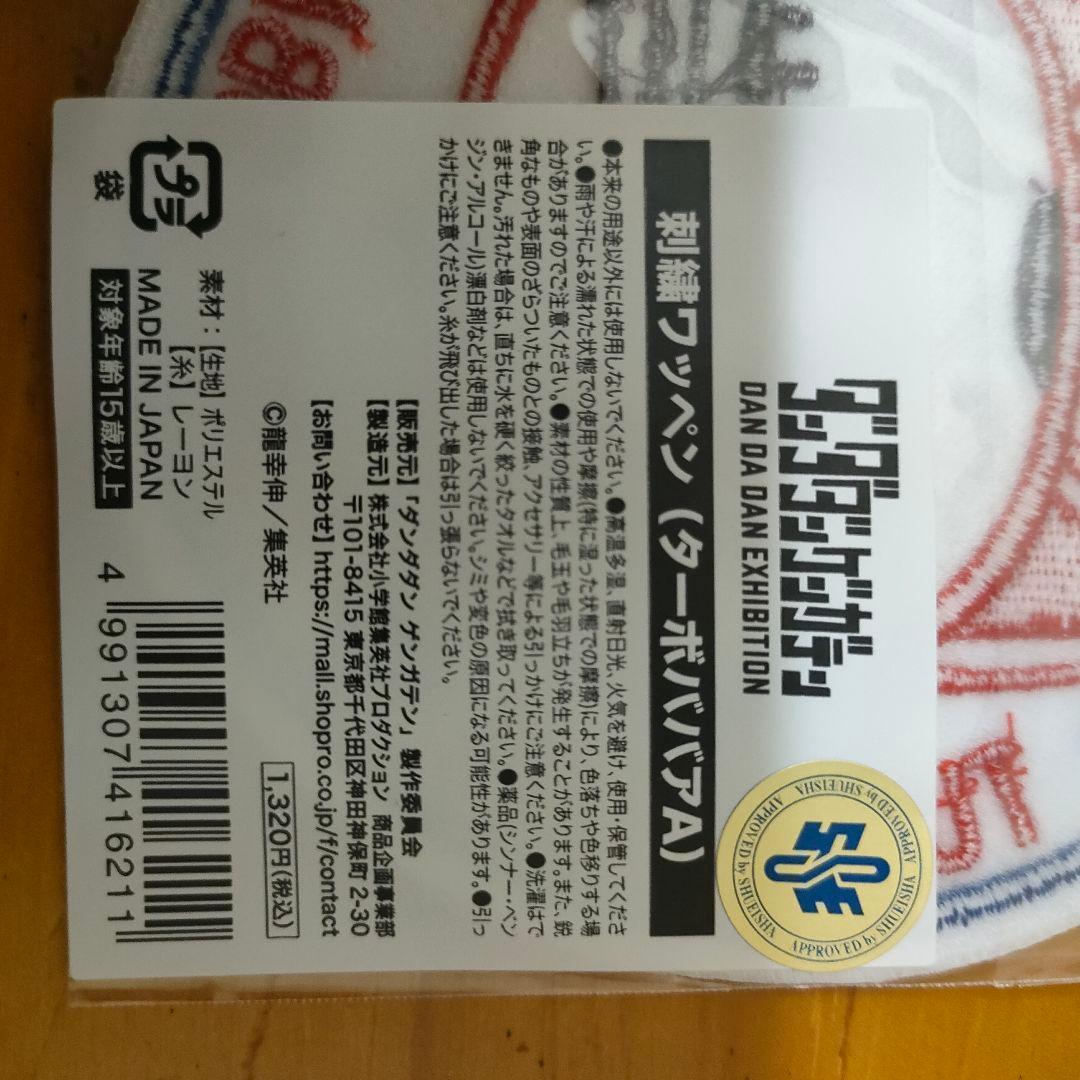 ダンダダン ゲンガテン
DAN DA DAN EXHIBITION
刺繍ワッペン (ターボババァA)
●本来の用途以外には使用しないでください。●高温多湿、直射日光、火気を避け、使用・保管してくださ
い。●雨や汗による濡れた状態での使用や摩擦(特に湿った状態での摩擦)により、色落ちや色移りする場
合がありますのでご注意ください。●素材の性質上、毛玉や毛羽立ちが発生することがあります。また、鋭
角なものや表面のざらついたものとの接触、アクセサリー等による引っかけにご注意ください。●洗濯はで
きません。汚れた場合は、直ちに水を硬く絞ったタオルなどで拭き取ってください。●薬品(シンナー・ベン
ジン・アルコール)漂白剤などは使用しないでください。シミや変色の原因になる可能性があります。●引っ
かけにご注意ください。糸が飛び出した場合は引っ張らないでください。
【販売元】「ダンダダン ゲンガテン」製作委員会
【製造元】株式会社小学館集英社プロダクション 商品企画事業部
〒101-8415 東京都千代田区神田神保町 2-30
【お問い合わせ】https://mall.shopro.co.jp/f/contact
©龍幸伸/集英社
1,320円(税込)
プラ
袋
素材:【生地】ポリエステル
【糸】レーヨン
MADE IN JAPAN
対象年齢15歳以上
4 991307 416211
APPROVED by SHUEISHA APPROVED by SHUEISHA APPROVED by SHUEISHA